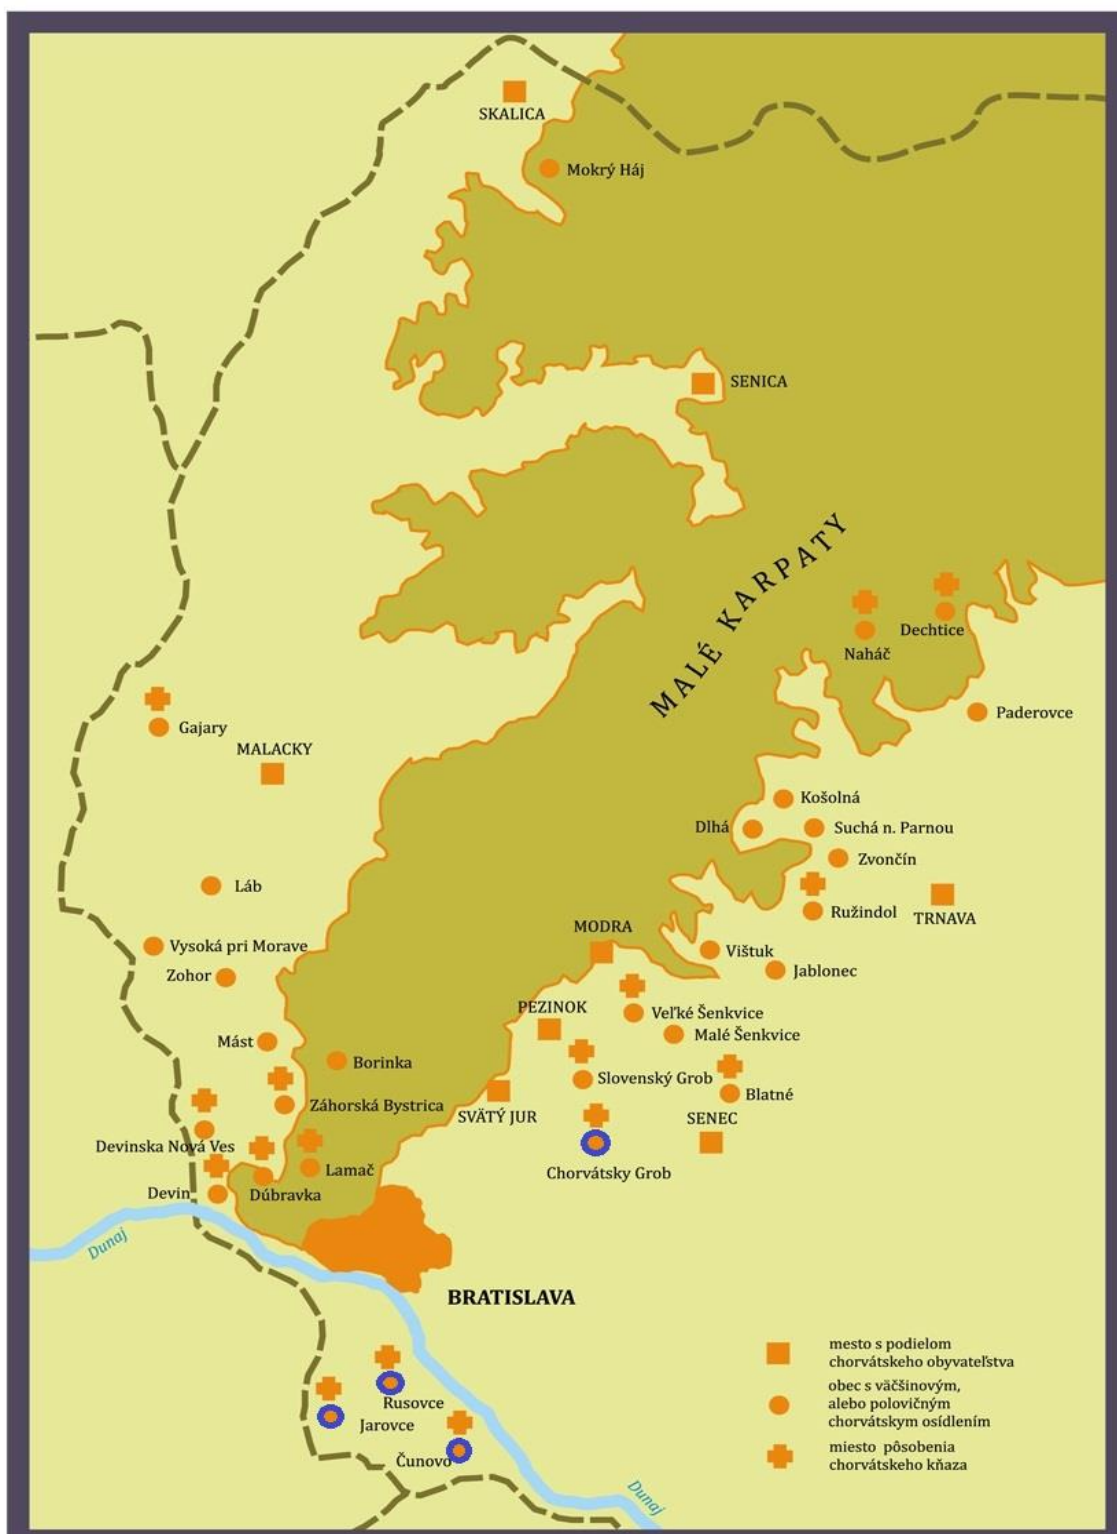 SKALICA
Mokrý Háj
SENICA
MALÉ KARPATY
Dechtice
Naháč
Paderovce
Gajary
MALACKY
Košolná
Dlhá
Suchá n. Parnou
Zvončín
Láb
Ružindol
TRNAVA
MODRA
Vysoká pri Morave
Vištuk
Zohor
Jablonec
PEZINOK
Veľké Šenkvice
Malé Šenkvice
Mást
Borinka
Slovenský Grob
Blatné
Záhorská Bystrica
SVÄTÝ JUR
SENEC
Devinska Nová Ves
Lamač
Chorvátsky Grob
Devin
Dúbravka
Dunaj
BRATISLAVA
mesto s podielom
chorvátskeho obyvateľstva
obec s väčšinovým,
alebo polovičným
chorvátskym osídlením
miesto pôsobenia
chorvátskeho kňaza
Rusovce
Jarovce
Čunovo
Dunaj